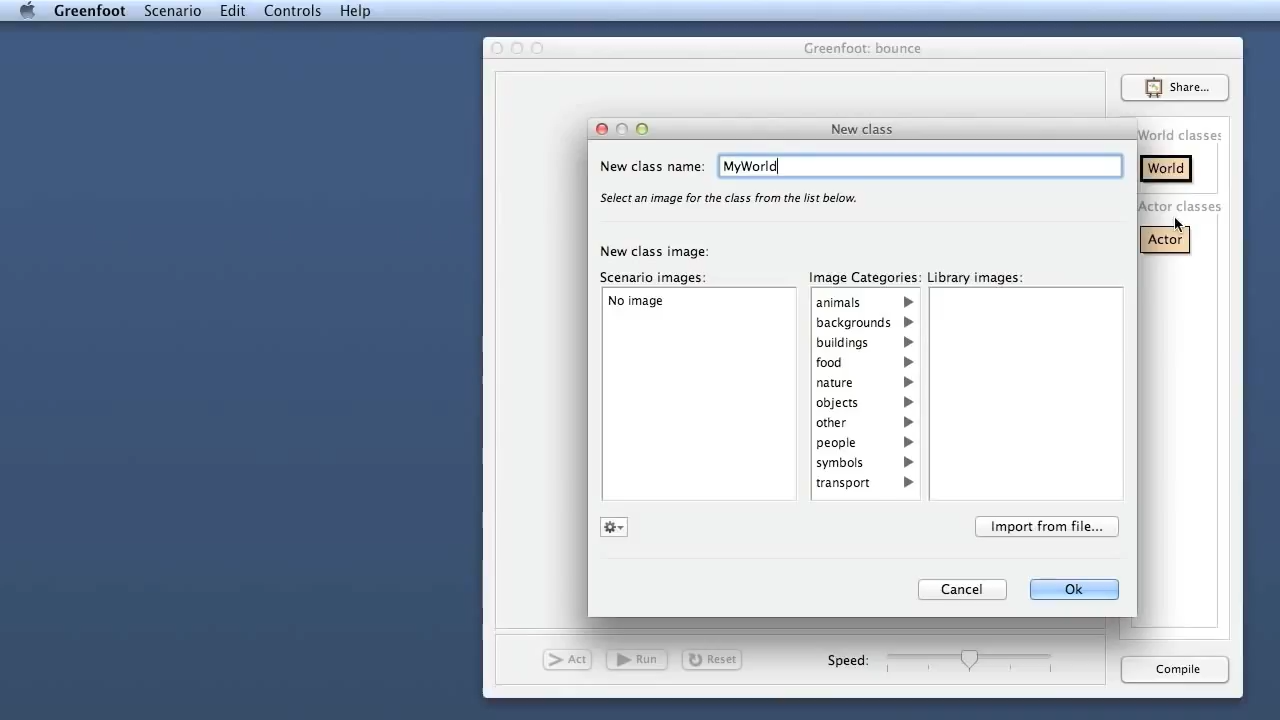 Greenfoot Scenario Edit Controls Help
Greenfoot: bounce
Share...
New class
World classes
New class name: MyWorld
World
Select an image for the class from the list below.
Actor classes
Actor
New class image:
Scenario images: Image Categories: Library images:
No image
animals
backgrounds
buildings
food
nature
objects
other
people
symbols
transport
Import from file...
Cancel Ok
Act Run Reset Speed:
Compile